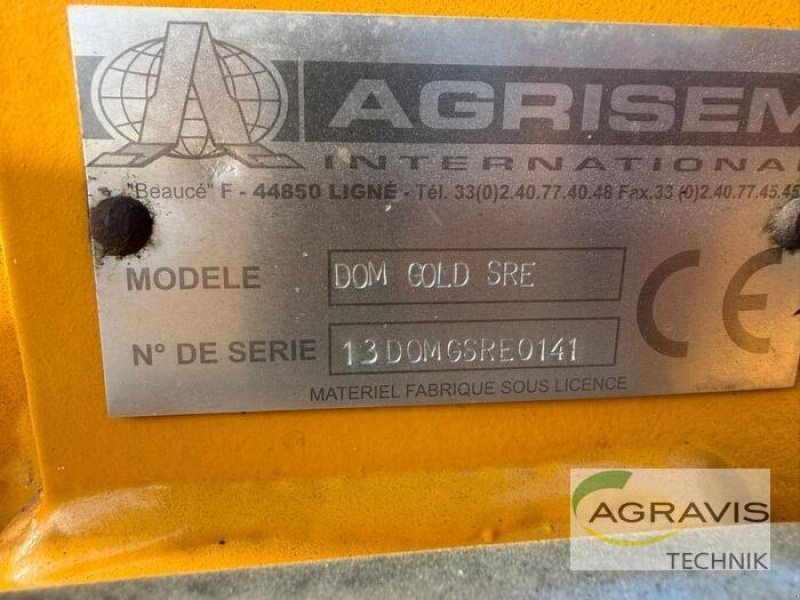 AGRISEM
INTERNATIONAL
"Beaucé" F - 44850 LIGNÉ - Tél. 33(0)2.40.77.40.48 Fax.33 (0)2.40.77.45.45
MODELE DOM GOLD SRE
CE
N° DE SERIE 13DOMGSRE0141
MATERIEL FABRIQUE SOUS LICENCE
AGRAVIS
TECHNIK